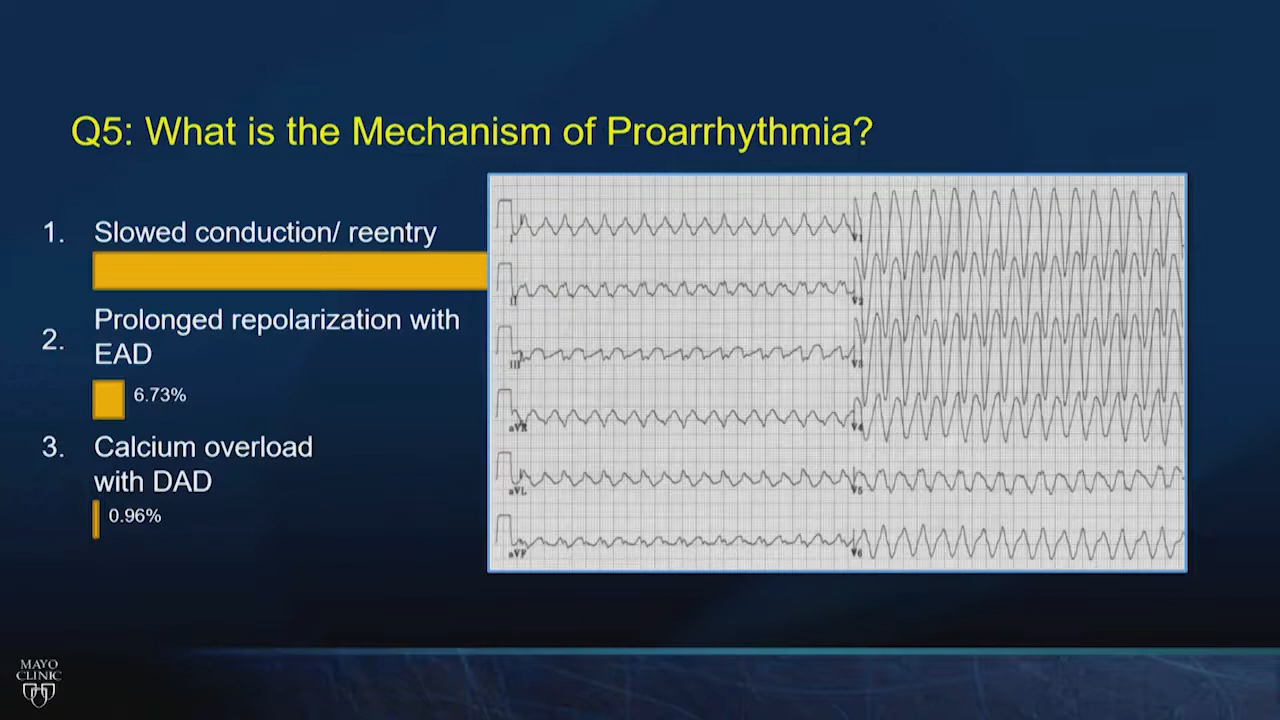 Q5: What is the Mechanism of Proarrhythmia?
1. Slowed conduction/ reentry
2. Prolonged repolarization with
EAD
6.73%
3. Calcium overload
with DAD
0.96%
I
V1
II
V2
III
V3
aVR
V4
aVL
V5
aVF
V6
MAYO
CLINIC